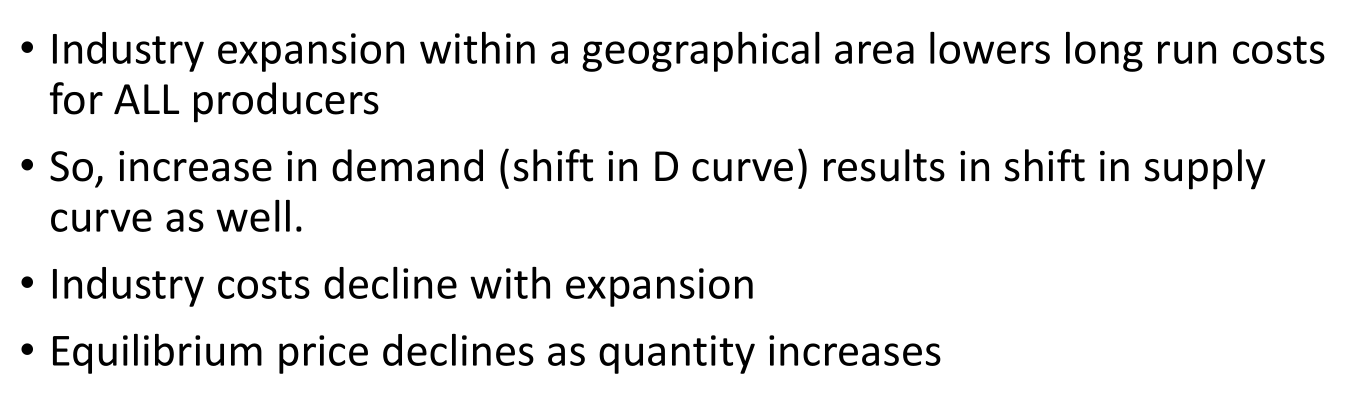 • Industry expansion within a geographical area lowers long run costs
for ALL producers
• So, increase in demand (shift in D curve) results in shift in supply
curve as well.
• Industry costs decline with expansion
• Equilibrium price declines as quantity increases